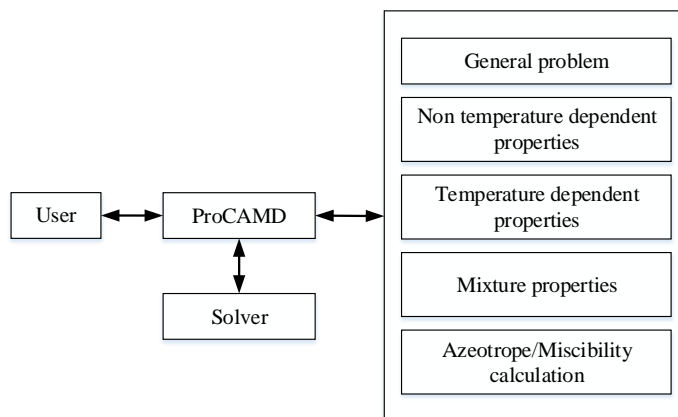 General problem
Non temperature dependent
properties
Temperature dependent
properties
User
ProCAMD
Mixture properties
Solver
Azeotrope/Miscibility
calculation